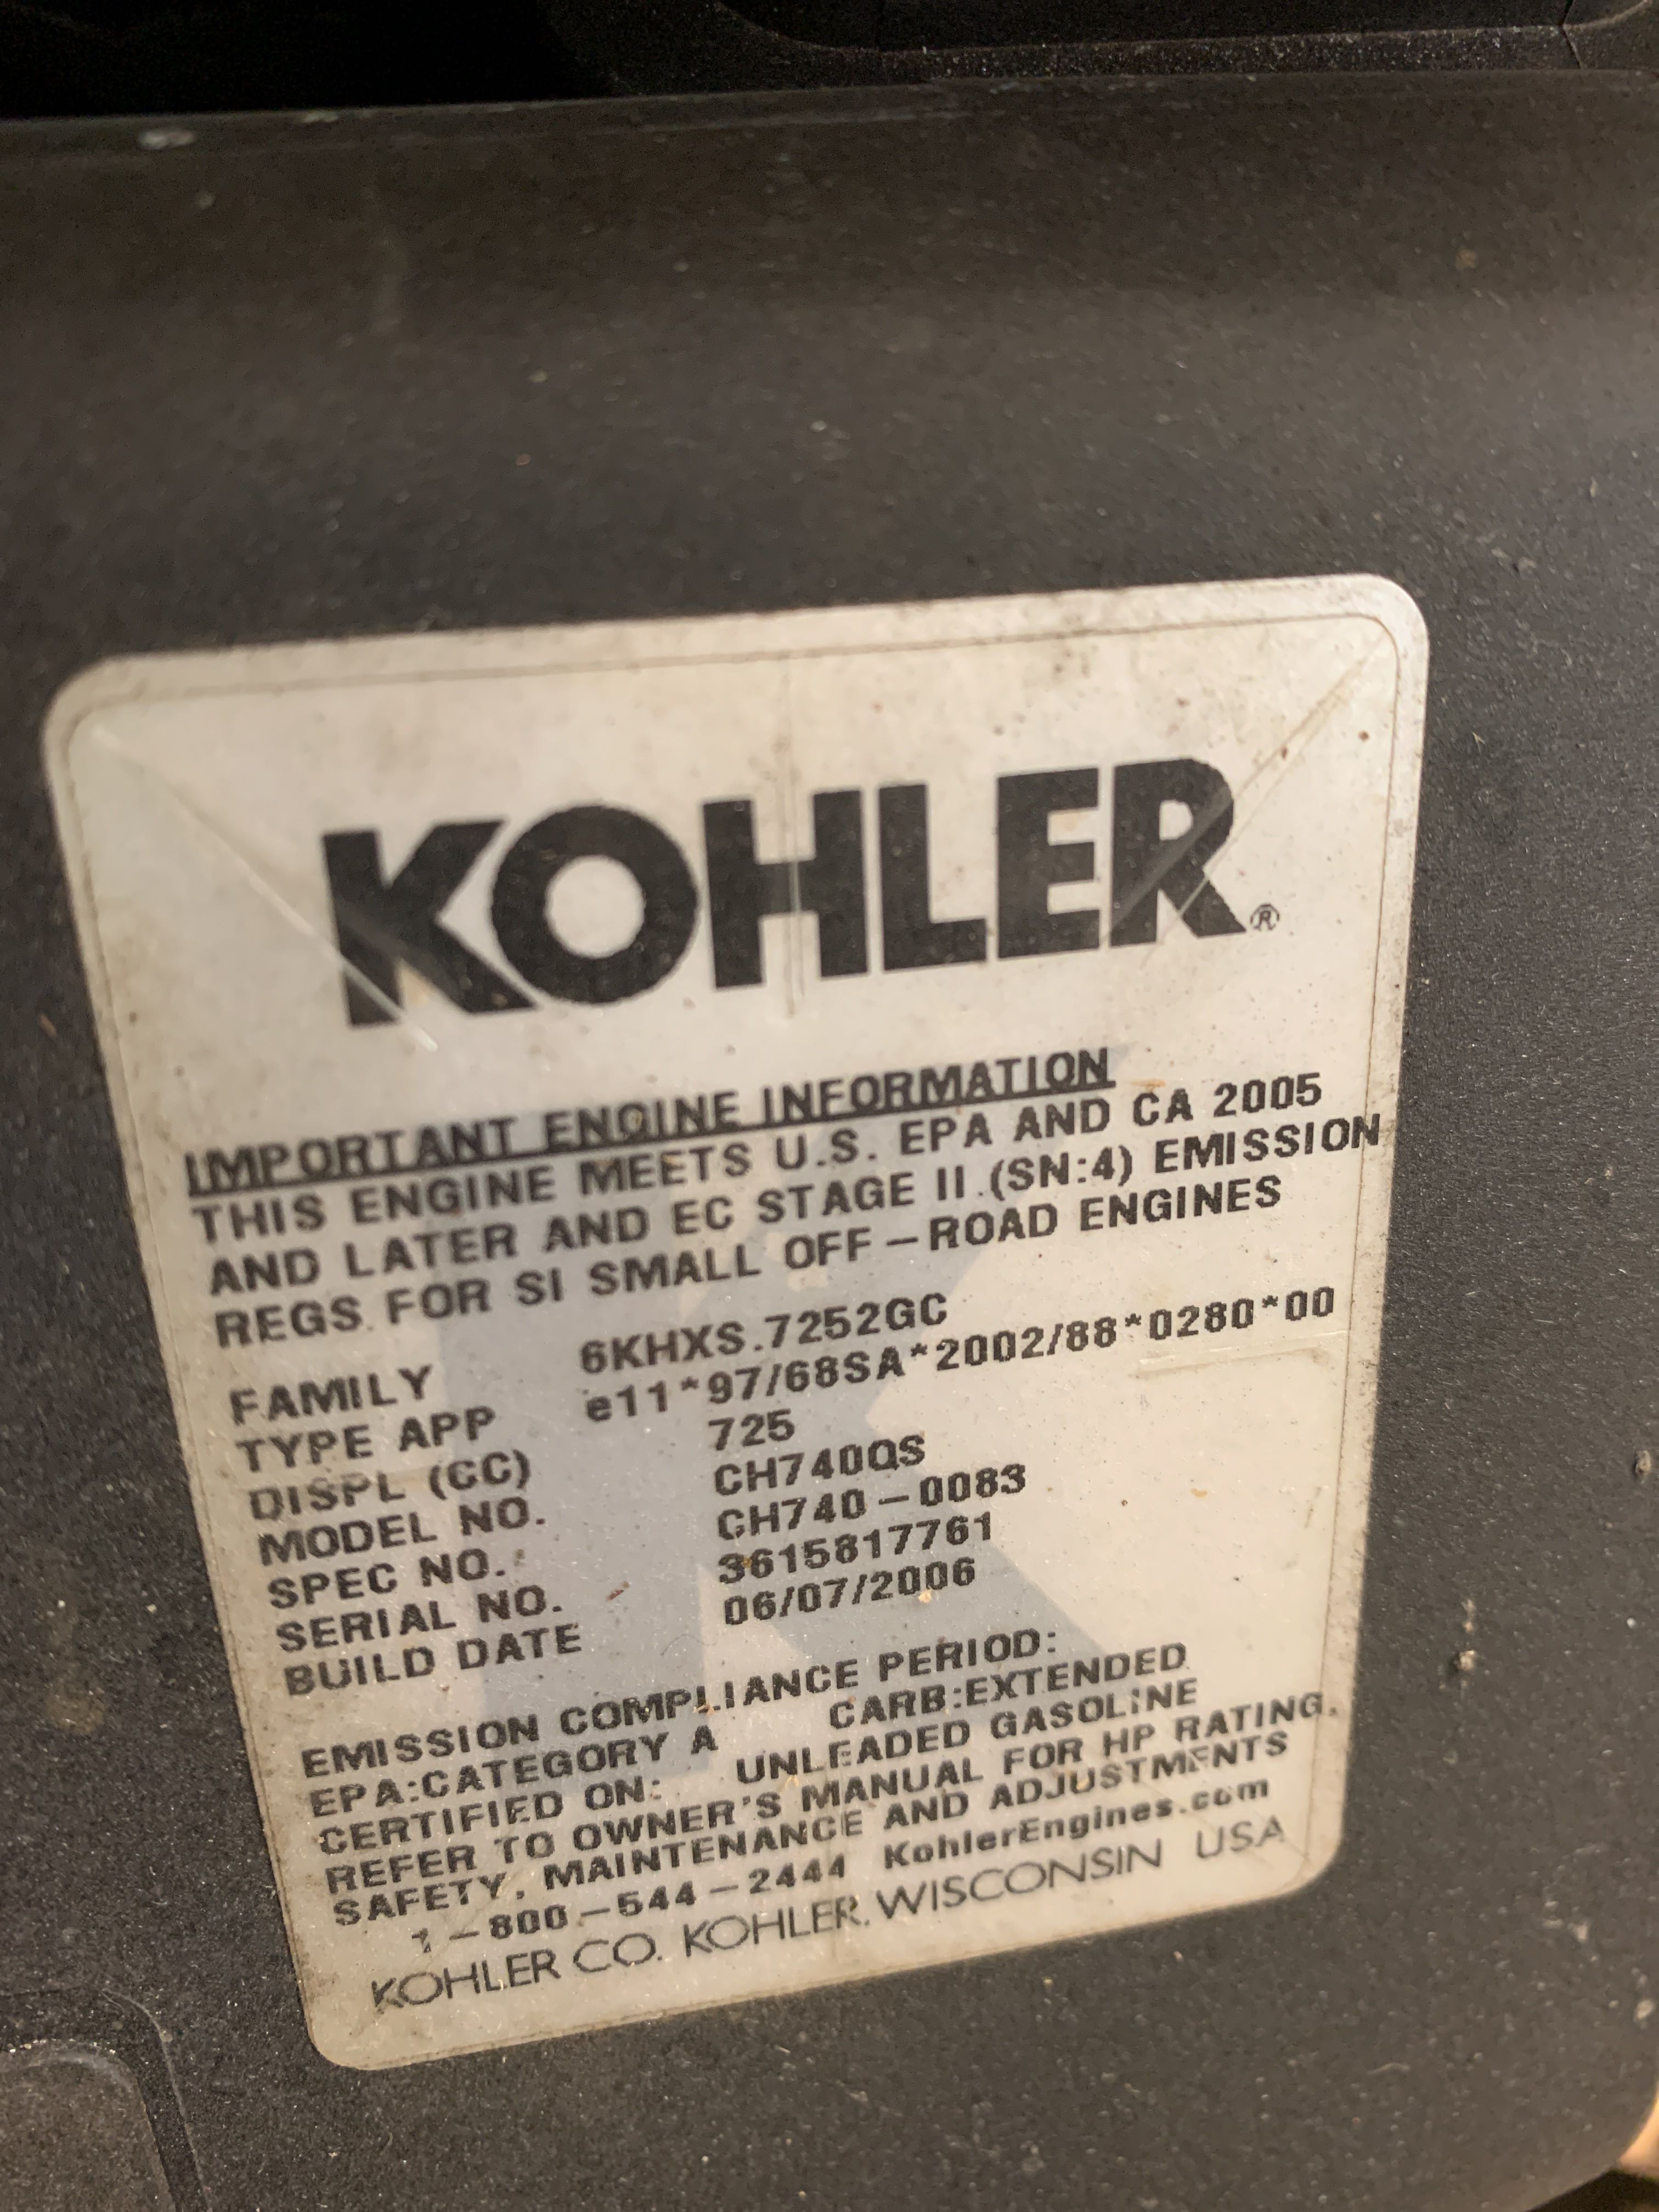 KOHLER®
IMPORTANT ENGINE INFORMATION
THIS ENGINE MEETS U.S. EPA AND CA 2005
AND LATER AND EC STAGE II (SN:4) EMISSION
REGS FOR SI SMALL OFF-ROAD ENGINES
FAMILY 6KHXS.7252GC
TYPE APP e11*97/68SA*2002/88*0280*00
DISPL (CC) 725
MODEL NO. CH740QS
SPEC NO. CH740-0083
SERIAL NO. 3615817761
BUILD DATE 06/07/2006
EMISSION COMPLIANCE PERIOD:
EPA:CATEGORY A CARB:EXTENDED
CERTIFIED ON: UNLEADED GASOLINE
REFER TO OWNER'S MANUAL FOR HP RATING,
SAFETY, MAINTENANCE AND ADJUSTMENTS
1-800-544-2444 KohlerEngines.com
KOHLER CO. KOHLER, WISCONSIN USA